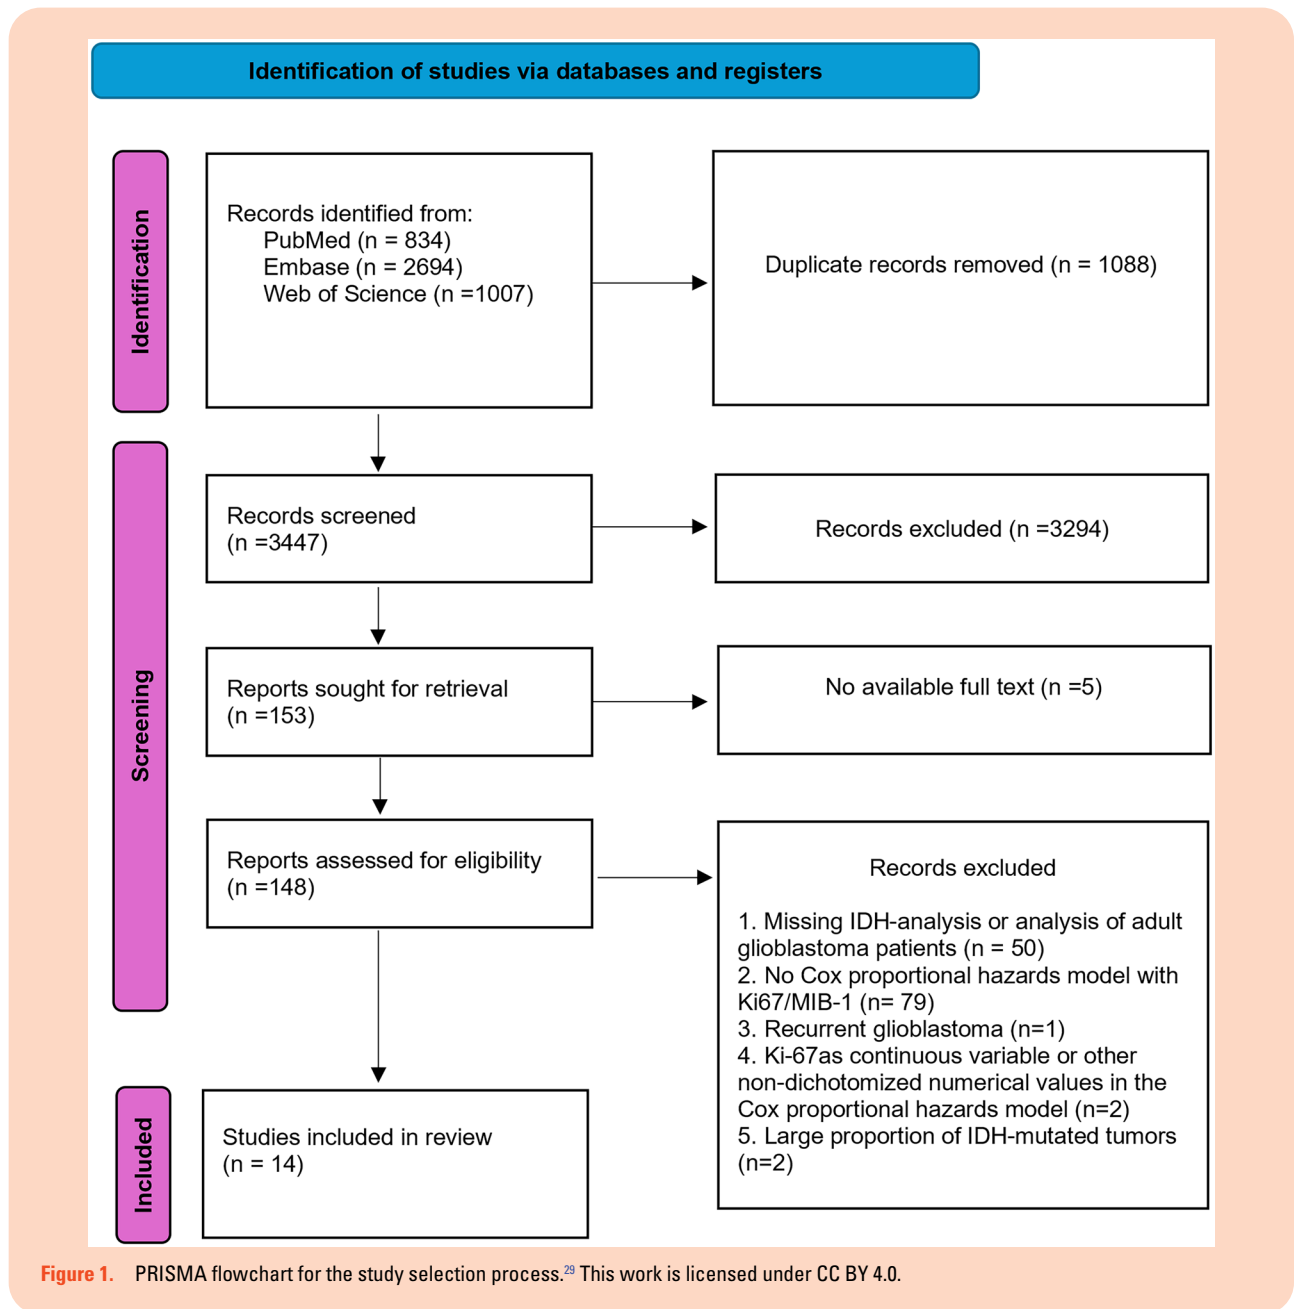 Identification of studies via databases and registers
Identification
Records identified from:
PubMed (n = 834)
Embase (n = 2694)
Web of Science (n =1007)
Duplicate records removed (n = 1088)
Screening
Records screened
(n =3447)
Records excluded (n =3294)
Reports sought for retrieval
(n =153)
No available full text (n =5)
Reports assessed for eligibility
(n =148)
Records excluded
1. Missing IDH-analysis or analysis of adult
glioblastoma patients (n = 50)
2. No Cox proportional hazards model with
Ki67/MIB-1 (n= 79)
3. Recurrent glioblastoma (n=1)
4. Ki-67as continuous variable or other
non-dichotomized numerical values in the
Cox proportional hazards model (n=2)
5. Large proportion of IDH-mutated tumors
(n=2)
Included
Studies included in review
(n = 14)
Figure 1. PRISMA flowchart for the study selection process.29 This work is licensed under CC BY 4.0.